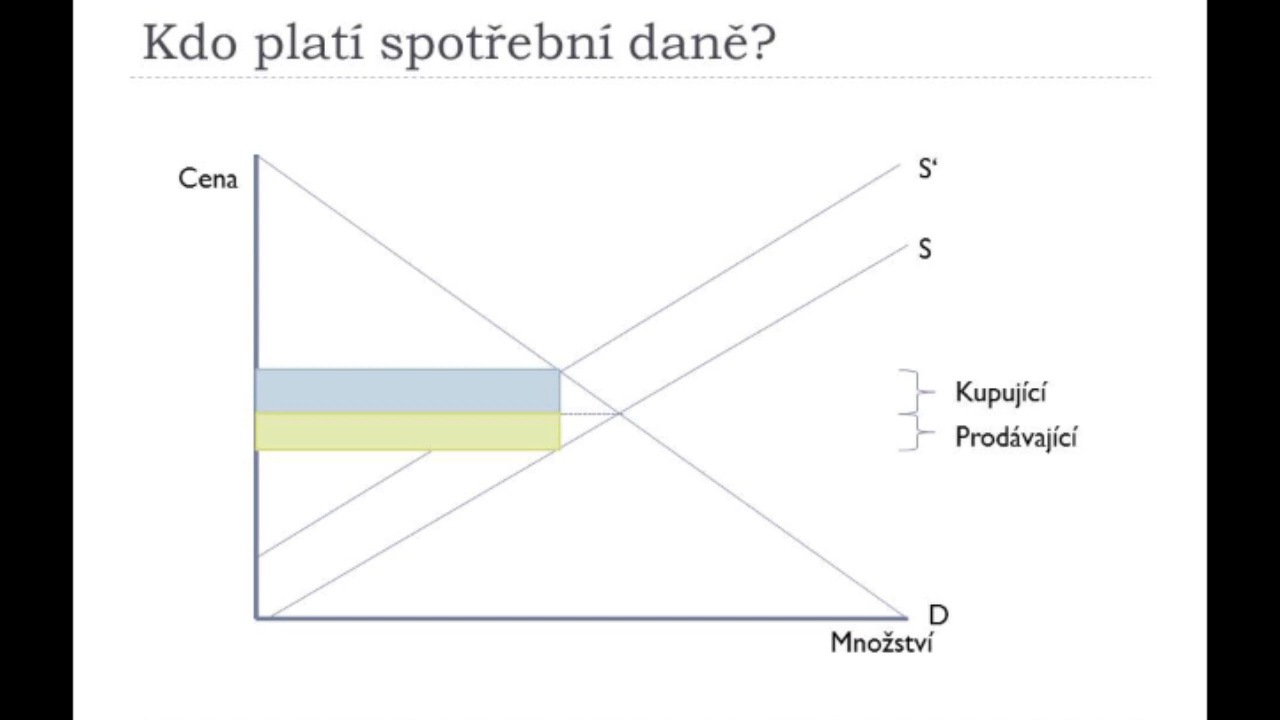 Kdo platí spotřební daně?
Cena
S‘
S
Kupující
Prodávající
D
Množství